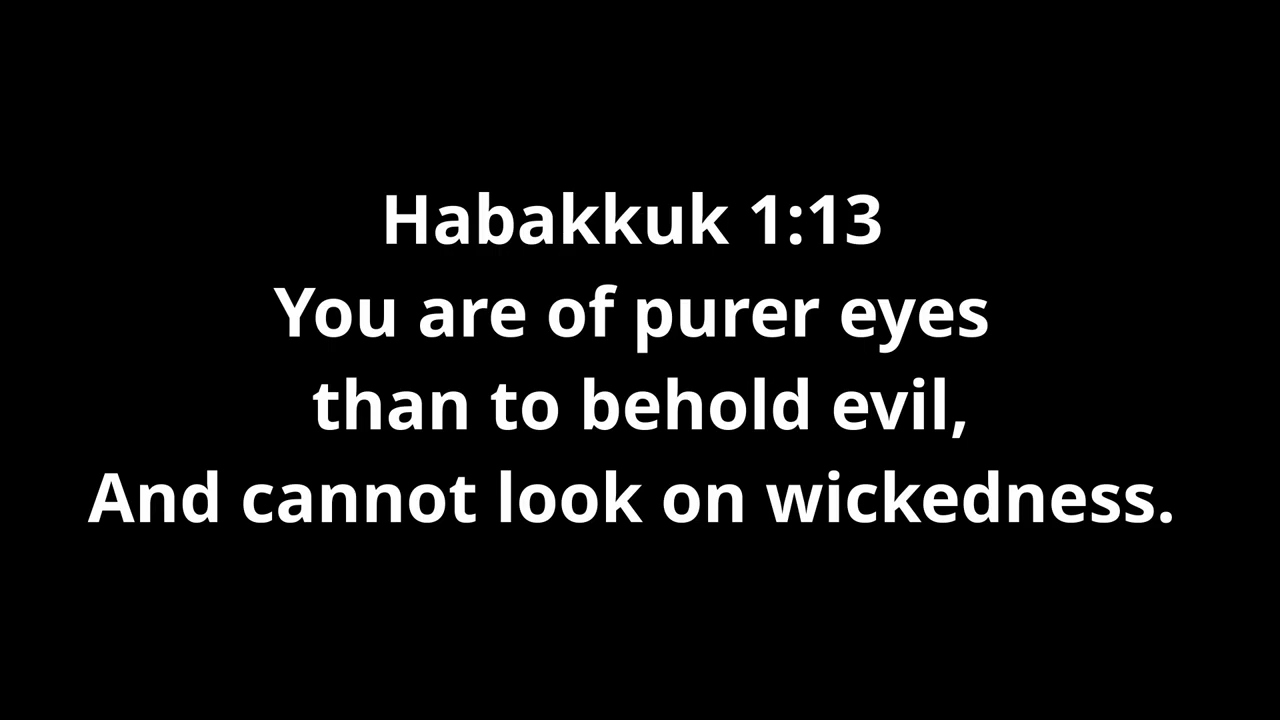 Habakkuk 1:13
You are of purer eyes
than to behold evil,
And cannot look on wickedness.